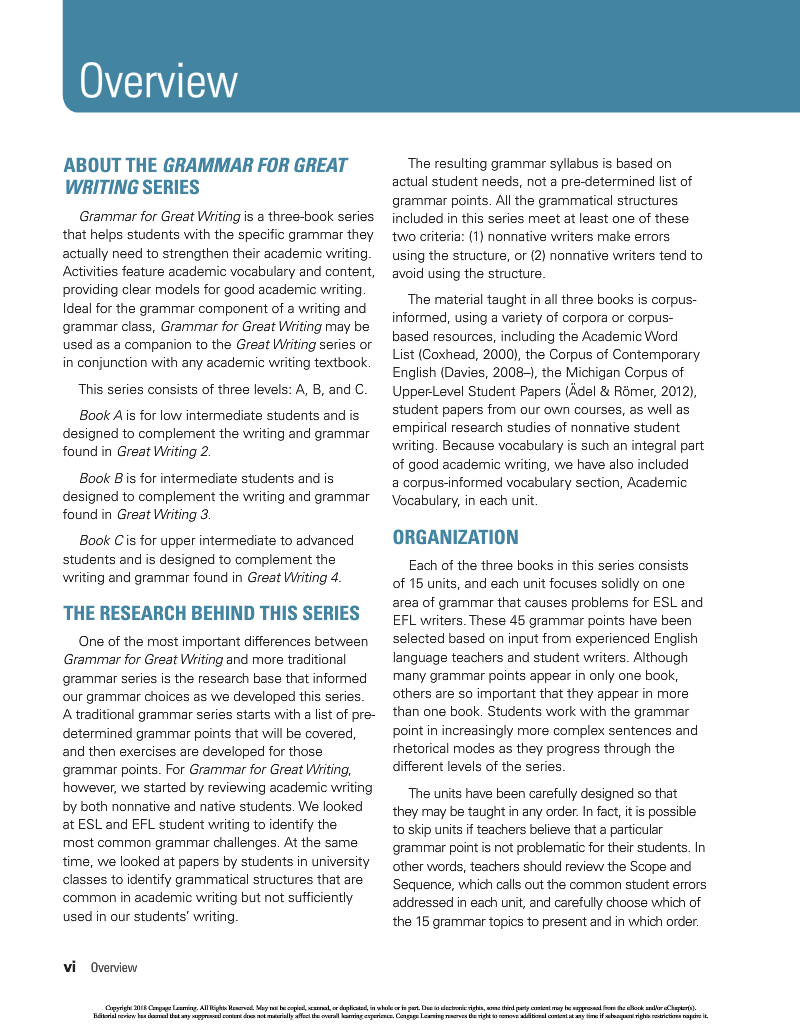 Overview
ABOUT THE GRAMMAR FOR GREAT
WRITING SERIES
Grammar for Great Writing is a three-book series
that helps students with the specific grammar they
actually need to strengthen their academic writing.
Activities feature academic vocabulary and content,
providing clear models for good academic writing.
Ideal for the grammar component of a writing and
grammar class, Grammar for Great Writing may be
used as a companion to the Great Writing series or
in conjunction with any academic writing textbook.
This series consists of three levels: A, B, and C.
Book A is for low intermediate students and is
designed to complement the writing and grammar
found in Great Writing 2.
Book B is for intermediate students and is
designed to complement the writing and grammar
found in Great Writing 3.
Book C is for upper intermediate to advanced
students and is designed to complement the
writing and grammar found in Great Writing 4.
THE RESEARCH BEHIND THIS SERIES
One of the most important differences between
Grammar for Great Writing and more traditional
grammar series is the research base that informed
our grammar choices as we developed this series.
A traditional grammar series starts with a list of pre-
determined grammar points that will be covered,
and then exercises are developed for those
grammar points. For Grammar for Great Writing,
however, we started by reviewing academic writing
by both nonnative and native students. We looked
at ESL and EFL student writing to identify the
most common grammar challenges. At the same
time, we looked at papers by students in university
classes to identify grammatical structures that are
common in academic writing but not sufficiently
used in our students' writing.
The resulting grammar syllabus is based on
actual student needs, not a pre-determined list of
grammar points. All the grammatical structures
included in this series meet at least one of these
two criteria: (1) nonnative writers make errors
using the structure, or (2) nonnative writers tend to
avoid using the structure.
The material taught in all three books is corpus-
informed, using a variety of corpora or corpus-
based resources, including the Academic Word
List (Coxhead, 2000), the Corpus of Contemporary
English (Davies, 2008–), the Michigan Corpus of
Upper-Level Student Papers (Ädel & Römer, 2012),
student papers from our own courses, as well as
empirical research studies of nonnative student
writing. Because vocabulary is such an integral part
of good academic writing, we have also included
a corpus-informed vocabulary section, Academic
Vocabulary, in each unit.
ORGANIZATION
Each of the three books in this series consists
of 15 units, and each unit focuses solidly on one
area of grammar that causes problems for ESL and
EFL writers. These 45 grammar points have been
selected based on input from experienced English
language teachers and student writers. Although
many grammar points appear in only one book,
others are so important that they appear in more
than one book. Students work with the grammar
point in increasingly more complex sentences and
rhetorical modes as they progress through the
different levels of the series.
The units have been carefully designed so that
they may be taught in any order. In fact, it is possible
to skip units if teachers believe that a particular
grammar point is not problematic for their students. In
other words, teachers should review the Scope and
Sequence, which calls out the common student errors
addressed in each unit, and carefully choose which of
the 15 grammar topics to present and in which order.
vi Overview
Copyright 2018 Cengage Learning. All Rights Reserved. May not be copied, scanned, or duplicated, in whole or in part. Due to electronic rights, some third party content may be suppressed from the eBook and/or eChapter(s).
Editorial review has deemed that any suppressed content does not materially affect the overall learning experience. Cengage Learning reserves the right to remove additional content at any time if subsequent rights restrictions require it.